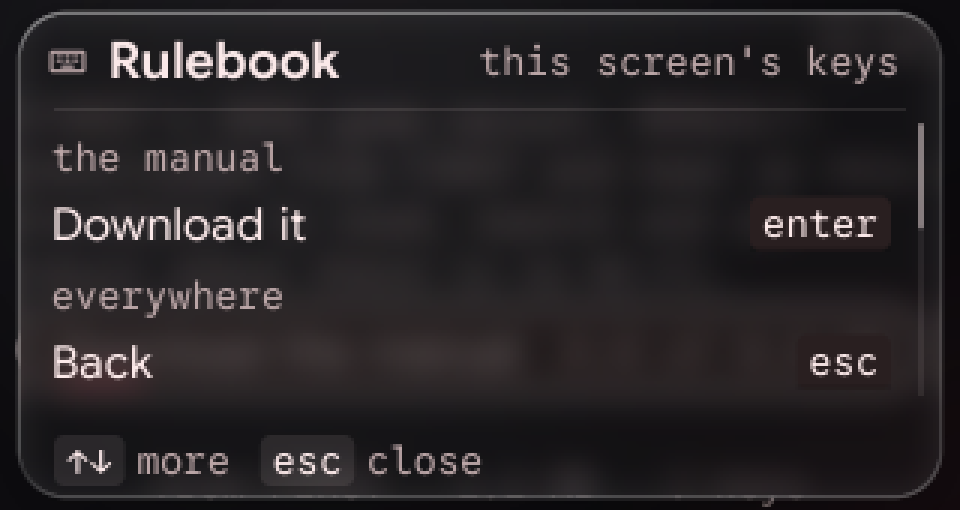 Rulebook this screen's keys
the manual
Download it enter
everywhere
Back esc
↑↓ more esc close